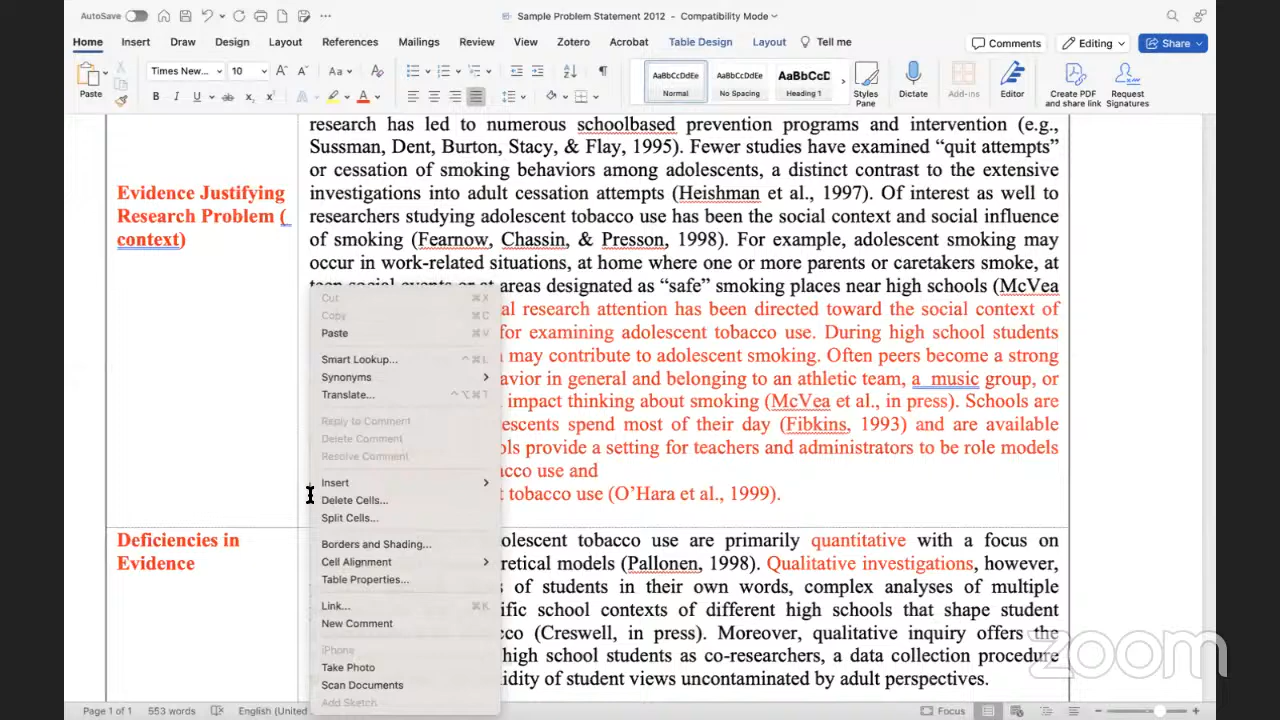 AutoSave
Sample Problem Statement 2012 - Compatibility Mode
Home Insert Draw Design Layout References Mailings Review View Zotero Acrobat Table Design Layout Tell me Comments Editing Share
Paste
Times New... 10
B I U ab x₂ x²
AaBbCcDdEe
Normal
AaBbCcDdEe
No Spacing
AaBbCcD
Heading 1
Styles Pane
Dictate
Add-ins
Editor
Create PDF and share link
Request Signatures
research has led to numerous schoolbased prevention programs and intervention (e.g.,
Sussman, Dent, Burton, Stacy, & Flay, 1995). Fewer studies have examined “quit attempts”
or cessation of smoking behaviors among adolescents, a distinct contrast to the extensive
Evidence Justifying
Research Problem (
context)
investigations into adult cessation attempts (Heishman et al., 1997). Of interest as well to
researchers studying adolescent tobacco use has been the social context and social influence
of smoking (Fearnow, Chassin, & Presson, 1998). For example, adolescent smoking may
occur in work-related situations, at home where one or more parents or caretakers smoke, at
teen social events or at areas designated as “safe” smoking places near high schools (McVea
al research attention has been directed toward the social context of
for examining adolescent tobacco use. During high school students
may contribute to adolescent smoking. Often peers become a strong
avior in general and belonging to an athletic team, a music group, or
impact thinking about smoking (McVea et al., in press). Schools are
escents spend most of their day (Fibkins, 1993) and are available
ls provide a setting for teachers and administrators to be role models
cco use and
t tobacco use (O’Hara et al., 1999).
Cut ⌘X
Copy ⌘C
Paste ⌘V
Smart Lookup... ^⌘L
Synonyms
Translate... ^⌥⌘T
Reply to Comment
Delete Comment
Resolve Comment
Insert
Delete Cells...
Split Cells...
Borders and Shading...
Cell Alignment
Table Properties...
Link... ⌘K
New Comment
iPhone
Take Photo
Scan Documents
Add Sketch
Deficiencies in
Evidence
olescent tobacco use are primarily quantitative with a focus on
retical models (Pallonen, 1998). Qualitative investigations, however,
s of students in their own words, complex analyses of multiple
ific school contexts of different high schools that shape student
cco (Creswell, in press). Moreover, qualitative inquiry offers the
high school students as co-researchers, a data collection procedure
idity of student views uncontaminated by adult perspectives.
zoom
Page 1 of 1 553 words English (United Focus